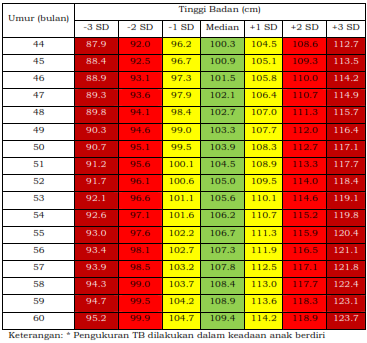 Umur (bulan) Tinggi Badan (cm)
-3 SD -2 SD -1 SD Median +1 SD +2 SD +3 SD
44 87.9 92.0 96.2 100.3 104.5 108.6 112.7
45 88.4 92.5 96.7 100.9 105.1 109.3 113.5
46 88.9 93.1 97.3 101.5 105.8 110.0 114.2
47 89.3 93.6 97.9 102.1 106.4 110.7 114.9
48 89.8 94.1 98.4 102.7 107.0 111.3 115.7
49 90.3 94.6 99.0 103.3 107.7 112.0 116.4
50 90.7 95.1 99.5 103.9 108.3 112.7 117.1
51 91.2 95.6 100.1 104.5 108.9 113.3 117.7
52 91.7 96.1 100.6 105.0 109.5 114.0 118.4
53 92.1 96.6 101.1 105.6 110.1 114.6 119.1
54 92.6 97.1 101.6 106.2 110.7 115.2 119.8
55 93.0 97.6 102.2 106.7 111.3 115.9 120.4
56 93.4 98.1 102.7 107.3 111.9 116.5 121.1
57 93.9 98.5 103.2 107.8 112.5 117.1 121.8
58 94.3 99.0 103.7 108.4 113.0 117.7 122.4
59 94.7 99.5 104.2 108.9 113.6 118.3 123.1
60 95.2 99.9 104.7 109.4 114.2 118.9 123.7
Keterangan: * Pengukuran TB dilakukan dalam keadaan anak berdiri